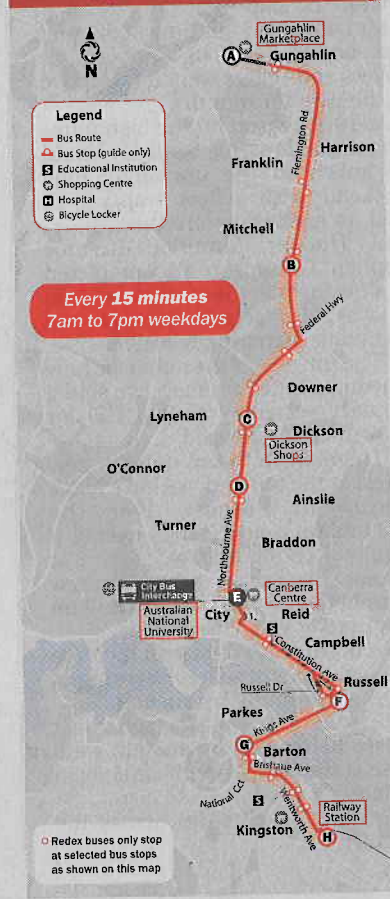 Gungahlin
Marketplace
A
Gungahlin
N
Legend
Bus Route
Bus Stop (guide only)
S Educational Institution
Shopping Centre
H Hospital
Bicycle Locker
Flemington Rd
Harrison
Franklin
Mitchell
B
Every 15 minutes
7am to 7pm weekdays
Federal Hwy
Downer
Lyneham
C
Dickson
Dickson
Shops
O'Connor
D
Ainslie
Turner
Northbourne Ave
Braddon
City Bus
Interchange
E
Canberra
Centre
Australian
National
University
City
1.
Reid
S
Campbell
Constitution Ave
Russell
Russell Dr
F
Parkes
Kings Ave
G
Barton
Brisbane Ave
National Cct
S
Wentworth Ave
Railway
Station
Kingston
H
Redex buses only stop
at selected bus stops
as shown on this map